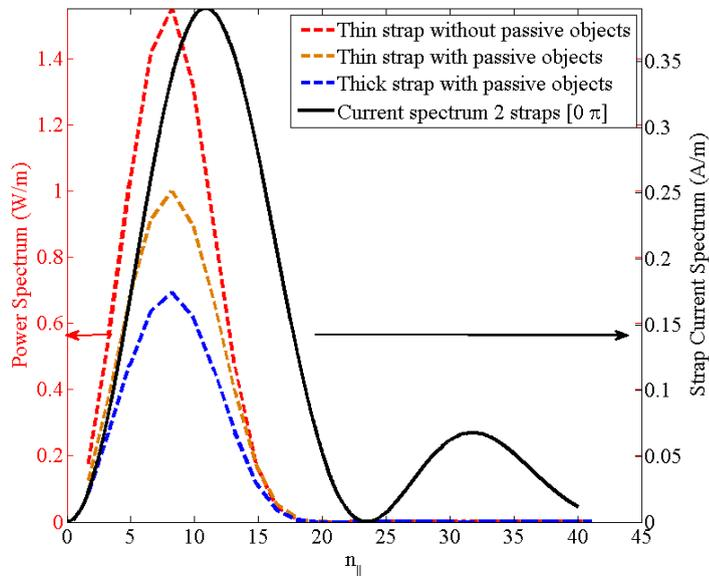 Thin strap without passive objects
Thin strap with passive objects
Thick strap with passive objects
Current spectrum 2 straps [0 π]
Power Spectrum (W/m)
1.4
1.2
1
0.8
0.6
0.4
0.2
0
Strap Current Spectrum (A/m)
0.35
0.3
0.25
0.2
0.15
0.1
0.05
0
0 5 10 15 20 25 30 35 40 45
n||